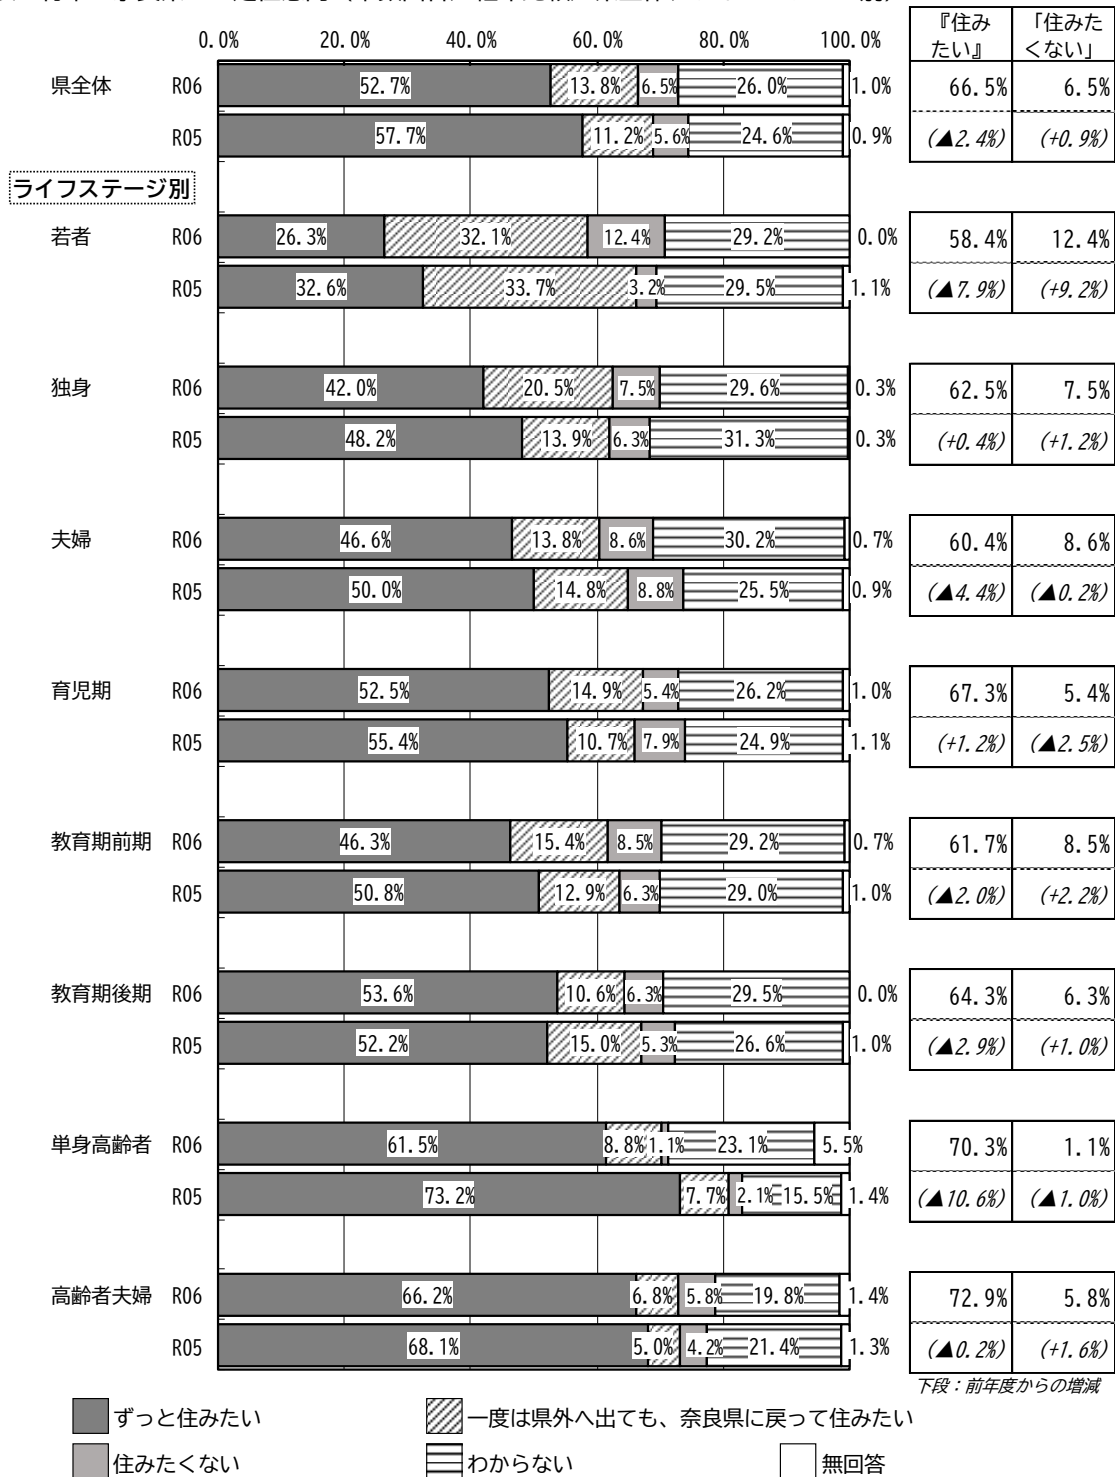 『住み
たい』
「住みた
くない」
0.0% 20.0% 40.0% 60.0% 80.0% 100.0%
県全体 R06 52.7% 13.8% 6.5% 26.0% 1.0% 66.5% 6.5%
R05 57.7% 11.2% 5.6% 24.6% 0.9% (▲2.4%) (+0.9%)
ライフステージ別
若者 R06 26.3% 32.1% 12.4% 29.2% 0.0% 58.4% 12.4%
R05 32.6% 33.7% 3.2% 29.5% 1.1% (▲7.9%) (+9.2%)
独身 R06 42.0% 20.5% 7.5% 29.6% 0.3% 62.5% 7.5%
R05 48.2% 13.9% 6.3% 31.3% 0.3% (+0.4%) (+1.2%)
夫婦 R06 46.6% 13.8% 8.6% 30.2% 0.7% 60.4% 8.6%
R05 50.0% 14.8% 8.8% 25.5% 0.9% (▲4.4%) (▲0.2%)
育児期 R06 52.5% 14.9% 5.4% 26.2% 1.0% 67.3% 5.4%
R05 55.4% 10.7% 7.9% 24.9% 1.1% (+1.2%) (▲2.5%)
教育期前期 R06 46.3% 15.4% 8.5% 29.2% 0.7% 61.7% 8.5%
R05 50.8% 12.9% 6.3% 29.0% 1.0% (▲2.0%) (+2.2%)
教育期後期 R06 53.6% 10.6% 6.3% 29.5% 0.0% 64.3% 6.3%
R05 52.2% 15.0% 5.3% 26.6% 1.0% (▲2.9%) (+1.0%)
単身高齢者 R06 61.5% 8.8% 1.1% 23.1% 5.5% 70.3% 1.1%
R05 73.2% 7.7% 2.1% 15.5% 1.4% (▲10.6%) (▲1.0%)
高齢者夫婦 R06 66.2% 6.8% 5.8% 19.8% 1.4% 72.9% 5.8%
R05 68.1% 5.0% 4.2% 21.4% 1.3% (▲0.2%) (+1.6%)
下段：前年度からの増減
ずっと住みたい 一度は県外へ出ても、奈良県に戻って住みたい
住みたくない わからない 無回答